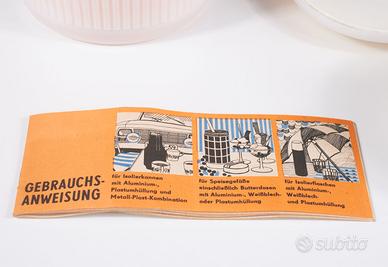 GEBRAUCHS-
ANWEISUNG
für Isolierkannen
mit Aluminium-,
Plastumhüllung und
Metall-Plast-Kombination
für Speisegefäße
einschließlich Butterdosen
mit Aluminium-, Weißblech-
oder Plastumhüllung
für Isolierflaschen
mit Aluminium-,
Weißblech-
und Plastumhüllung
subito